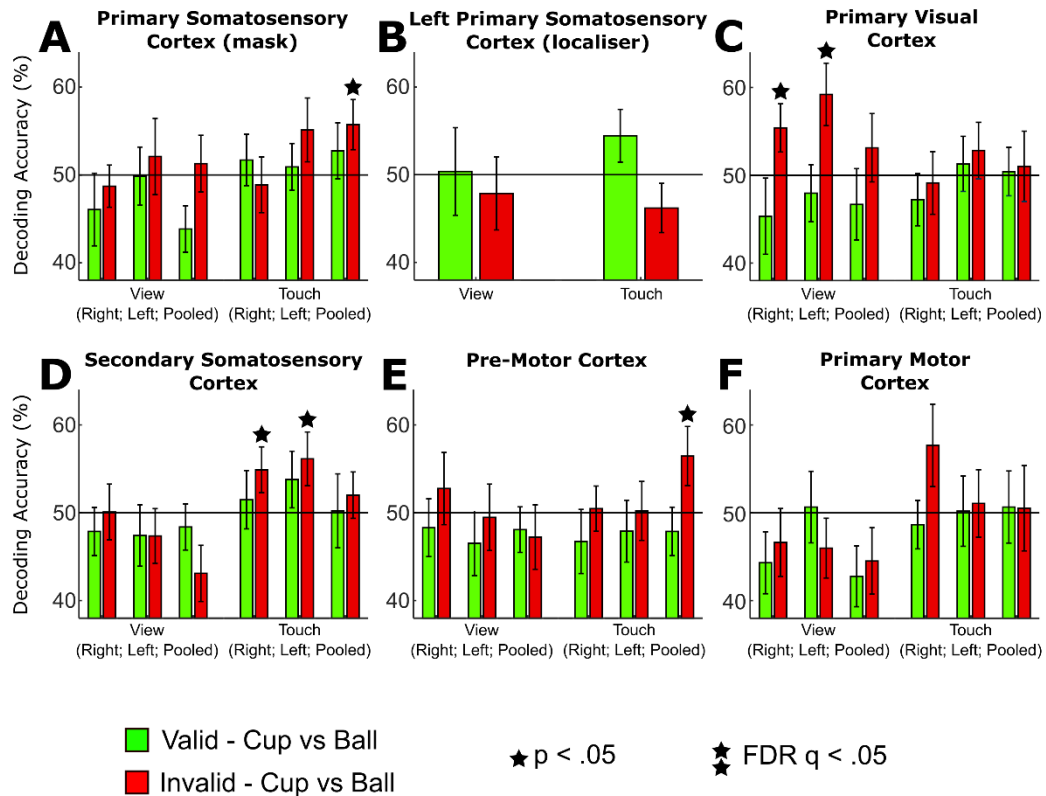 A
Primary Somatosensory
Cortex (mask)
Decoding Accuracy (%)
60
50
40
View
Touch
(Right; Left; Pooled)
(Right; Left; Pooled)
B
Left Primary Somatosensory
Cortex (localiser)
60
50
40
View
Touch
C
Primary Visual
Cortex
60
50
40
View
Touch
(Right; Left; Pooled)
(Right; Left; Pooled)
D
Secondary Somatosensory
Cortex
Decoding Accuracy (%)
60
50
40
View
Touch
(Right; Left; Pooled)
(Right; Left; Pooled)
E
Pre-Motor Cortex
60
50
40
View
Touch
(Right; Left; Pooled)
(Right; Left; Pooled)
F
Primary Motor
Cortex
60
50
40
View
Touch
(Right; Left; Pooled)
(Right; Left; Pooled)
Valid - Cup vs Ball
Invalid - Cup vs Ball
p < .05
FDR q < .05